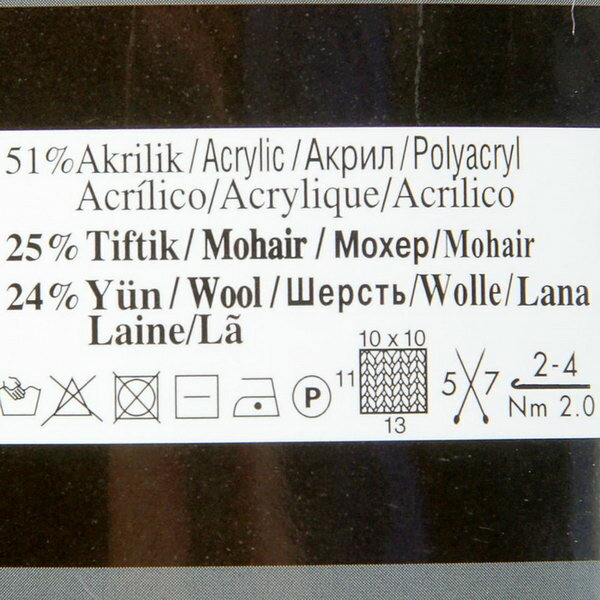 51% Akrilik / Acrylic / Акрил / Polyacryl
Acrílico/Acrylique/Acrilico
25% Tiftik / Mohair / Мохер/Mohair
24% Yün / Wool / Шерсть/Wolle/Lana
Laine/Lã
10 x 10
P 11 5 7 2-4
Nm 2.0
13